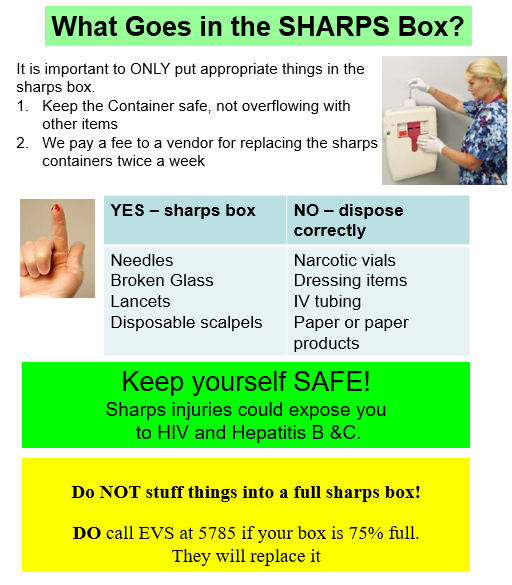 What Goes in the SHARPS Box?
It is important to ONLY put appropriate things in the
sharps box.
1. Keep the Container safe, not overflowing with
other items
2. We pay a fee to a vendor for replacing the sharps
containers twice a week
YES – sharps box
NO – dispose
correctly
Needles
Broken Glass
Lancets
Disposable scalpels
Narcotic vials
Dressing items
IV tubing
Paper or paper
products
Keep yourself SAFE!
Sharps injuries could expose you
to HIV and Hepatitis B &C.
Do NOT stuff things into a full sharps box!
DO call EVS at 5785 if your box is 75% full.
They will replace it